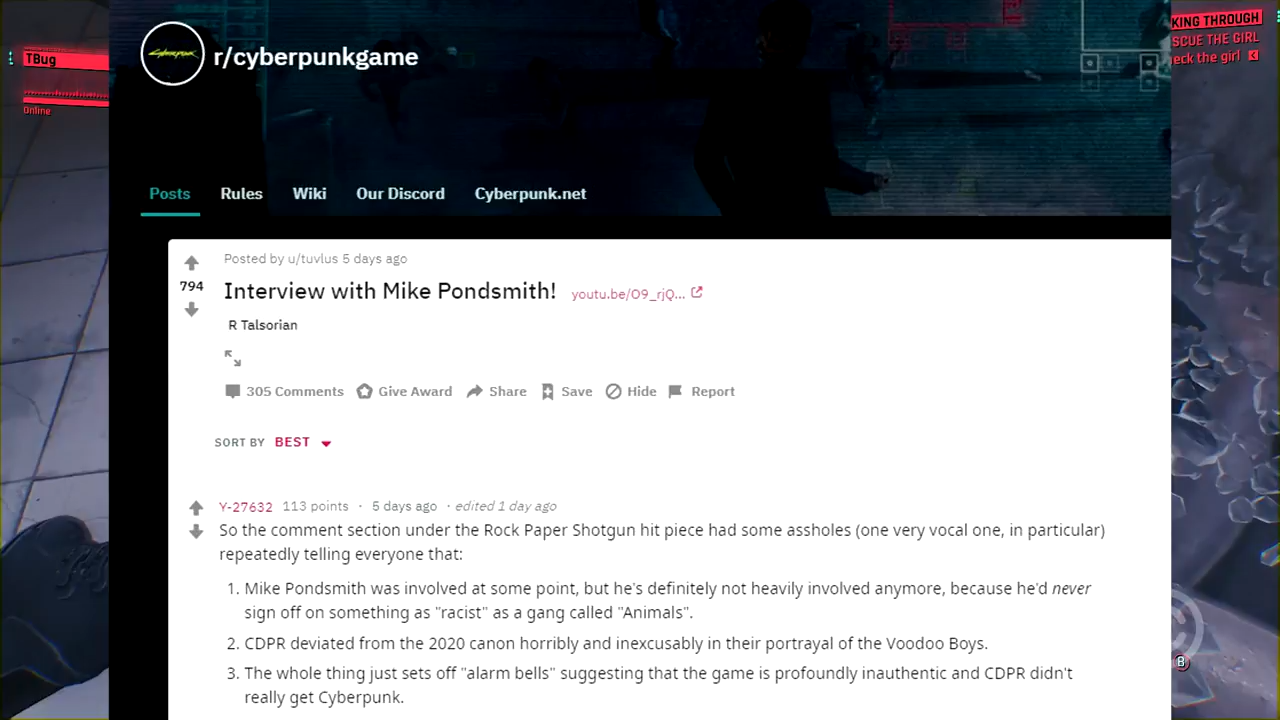 TBug
Online
KING THROUGH
SCUE THE GIRL
eck the girl
Cyberpunk
r/cyberpunkgame
Posts Rules Wiki Our Discord Cyberpunk.net
Posted by u/tuvlus 5 days ago
794
Interview with Mike Pondsmith! youtu.be/O9_rjQ...
R Talsorian
305 Comments Give Award Share Save Hide Report
SORT BY BEST
Y-27632 113 points · 5 days ago · edited 1 day ago
So the comment section under the Rock Paper Shotgun hit piece had some assholes (one very vocal one, in particular)
repeatedly telling everyone that:
1. Mike Pondsmith was involved at some point, but he's definitely not heavily involved anymore, because he'd never
sign off on something as "racist" as a gang called "Animals".
2. CDPR deviated from the 2020 canon horribly and inexcusably in their portrayal of the Voodoo Boys.
3. The whole thing just sets off "alarm bells" suggesting that the game is profoundly inauthentic and CDPR didn't
really get Cyberpunk.
B